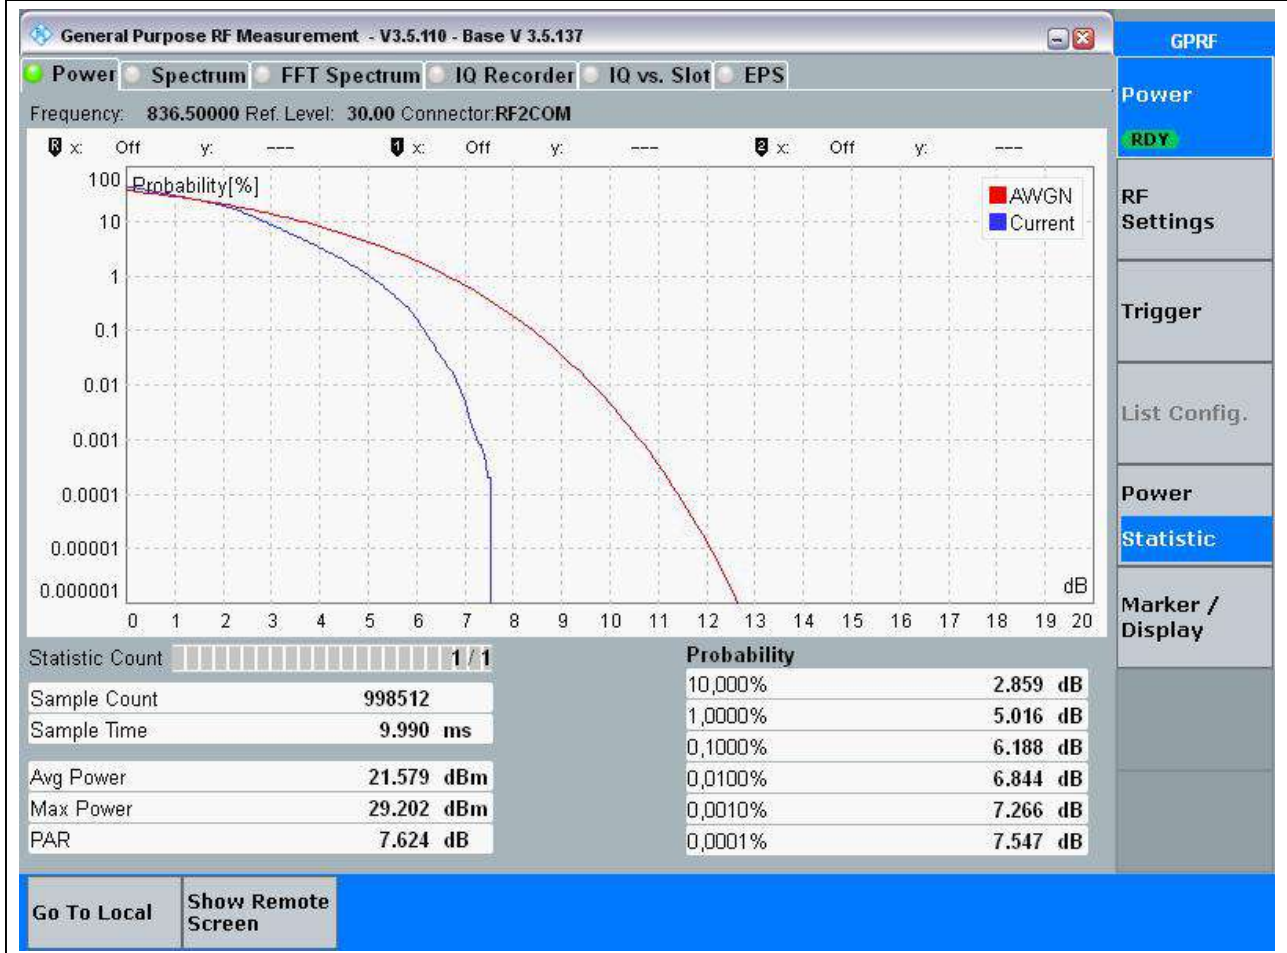 General Purpose RF Measurement - V3.5.110 - Base V 3.5.137
GPRF
Power Spectrum FFT Spectrum IQ Recorder IQ vs. Slot EPS
Frequency: 836.50000 Ref. Level: 30.00 Connector:RF2COM
R x: Off y: --- 1 x: Off y: --- 2 x: Off y: ---
Probability[%]
AWGN
Current
100
10
1
0.1
0.01
0.001
0.0001
0.00001
0.000001
dB
0 1 2 3 4 5 6 7 8 9 10 11 12 13 14 15 16 17 18 19 20
Statistic Count 1 / 1
Sample Count 998512
Sample Time 9.990 ms
Avg Power 21.579 dBm
Max Power 29.202 dBm
PAR 7.624 dB
Probability
10,000% 2.859 dB
1,0000% 5.016 dB
0,1000% 6.188 dB
0,0100% 6.844 dB
0,0010% 7.266 dB
0,0001% 7.547 dB
Power
RDY
RF
Settings
Trigger
List Config.
Power
Statistic
Marker /
Display
Go To Local
Show Remote
Screen